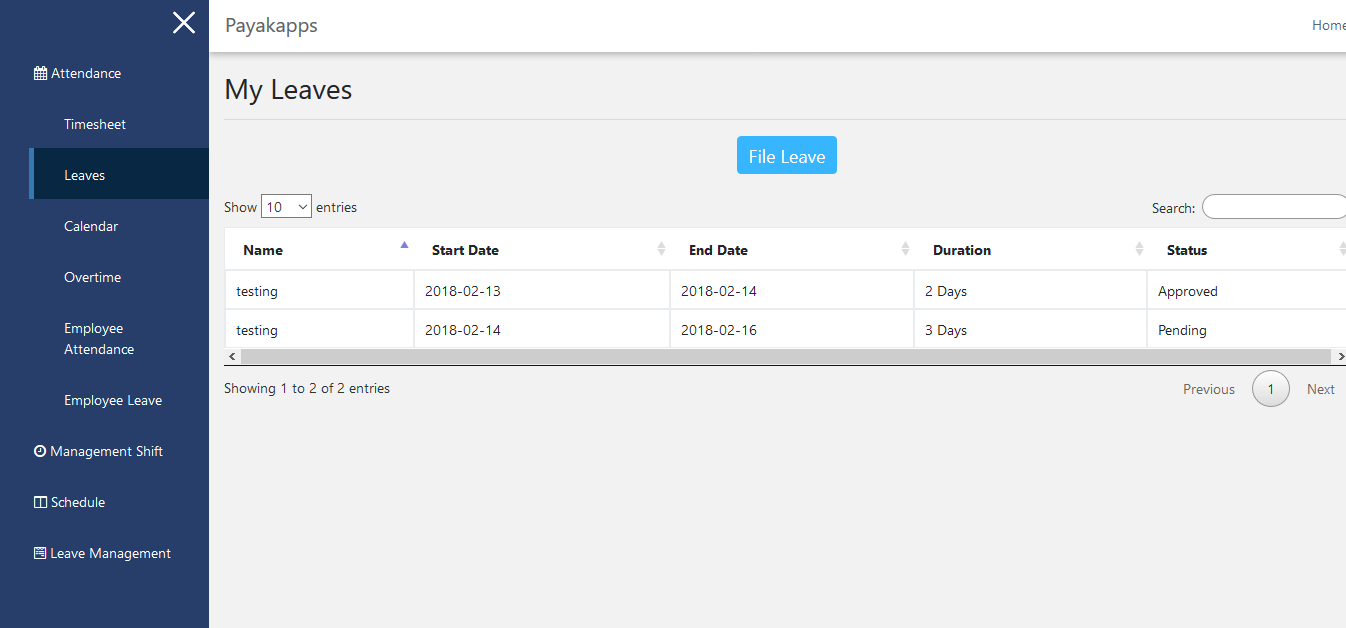 Payakapps
Home
Attendance
Timesheet
Leaves
Calendar
Overtime
Employee
Attendance
Employee Leave
Management Shift
Schedule
Leave Management
My Leaves
File Leave
Show 10 entries
Search:
Name Start Date End Date Duration Status
testing 2018-02-13 2018-02-14 2 Days Approved
testing 2018-02-14 2018-02-16 3 Days Pending
Showing 1 to 2 of 2 entries
Previous 1 Next